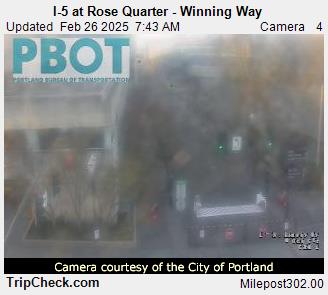 I-5 at Rose Quarter - Winning Way
Updated Feb 26 2025 7:43 AM Camera 4
PBOT
PORTLAND BUREAU OF TRANSPORTATION
Camera courtesy of the City of Portland
TripCheck.com Milepost302.00